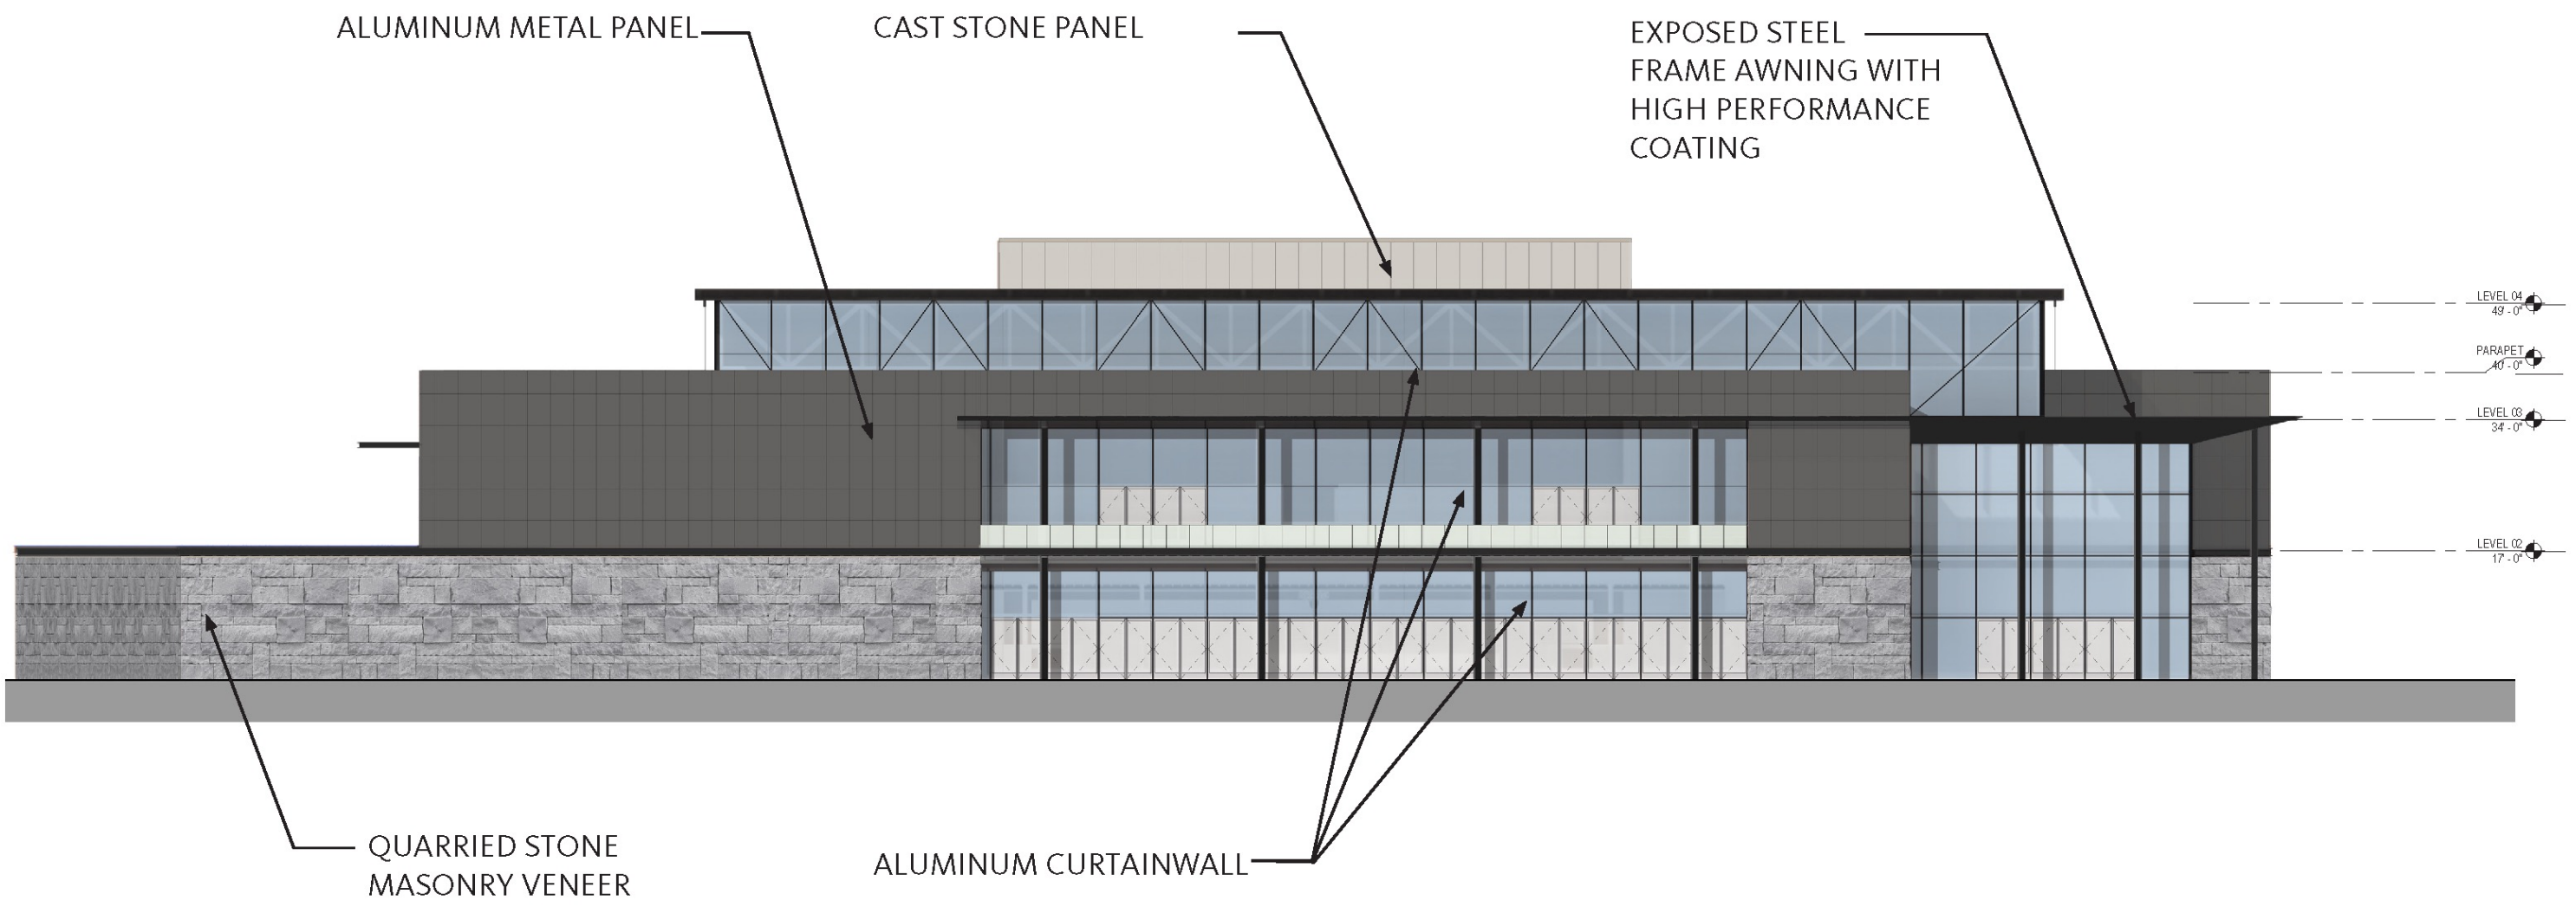 ALUMINUM METAL PANEL
CAST STONE PANEL
EXPOSED STEEL
FRAME AWNING WITH
HIGH PERFORMANCE
COATING
LEVEL 04
49' - 0"
PARAPET
40' - 0"
LEVEL 03
34' - 0"
LEVEL 02
17' - 0"
QUARRIED STONE
MASONRY VENEER
ALUMINUM CURTAINWALL